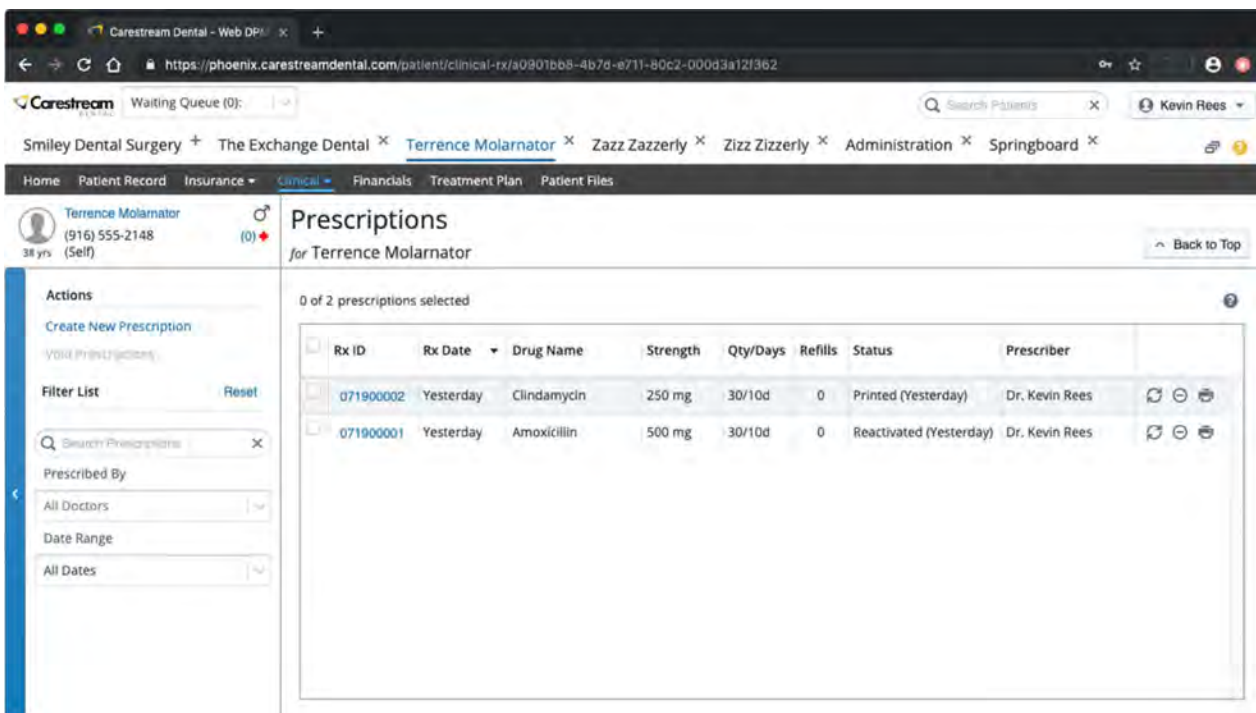 Carestream Dental - Web DPM
https://phoenix.carestreamdental.com/patient/clinical-rx/a0901bb8-4b7d-e711-80c2-000d3a12f362
Carestream DENTAL Waiting Queue (0): Search Patients Kevin Rees
Smiley Dental Surgery The Exchange Dental Terrence Molarnator Zazz Zazzerly Zizz Zizzerly Administration Springboard
Home Patient Record Insurance Clinical Financials Treatment Plan Patient Files
Terrence Molarnator
(916) 555-2148 (0)
38 yrs (Self)
Prescriptions
for Terrence Molarnator
Back to Top
Actions
Create New Prescription
Void Prescriptions
Filter List Reset
Search Prescriptions
Prescribed By
All Doctors
Date Range
All Dates
0 of 2 prescriptions selected
Rx ID Rx Date Drug Name Strength Qty/Days Refills Status Prescriber
071900002 Yesterday Clindamycin 250 mg 30/10d 0 Printed (Yesterday) Dr. Kevin Rees
071900001 Yesterday Amoxicillin 500 mg 30/10d 0 Reactivated (Yesterday) Dr. Kevin Rees